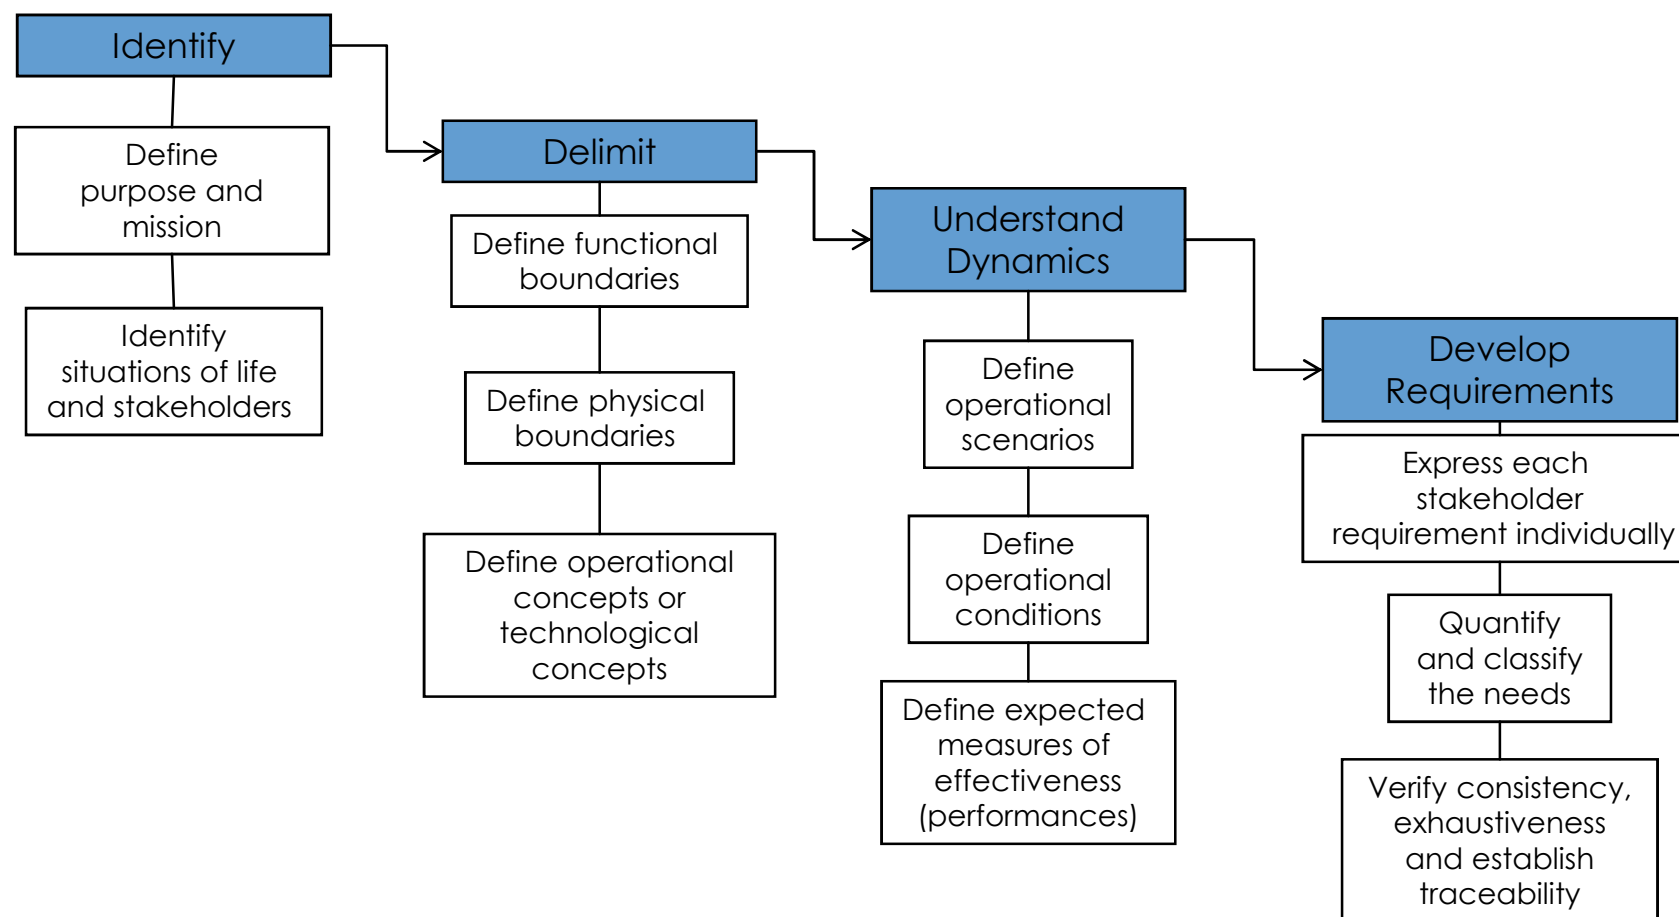 Identify
Define
purpose and
mission
Identify
situations of life
and stakeholders
Delimit
Define functional
boundaries
Define physical
boundaries
Define operational
concepts or
technological
concepts
Understand
Dynamics
Define
operational
scenarios
Define
operational
conditions
Define expected
measures of
effectiveness
(performances)
Develop
Requirements
Express each
stakeholder
requirement individually
Quantify
and classify
the needs
Verify consistency,
exhaustiveness
and establish
traceability